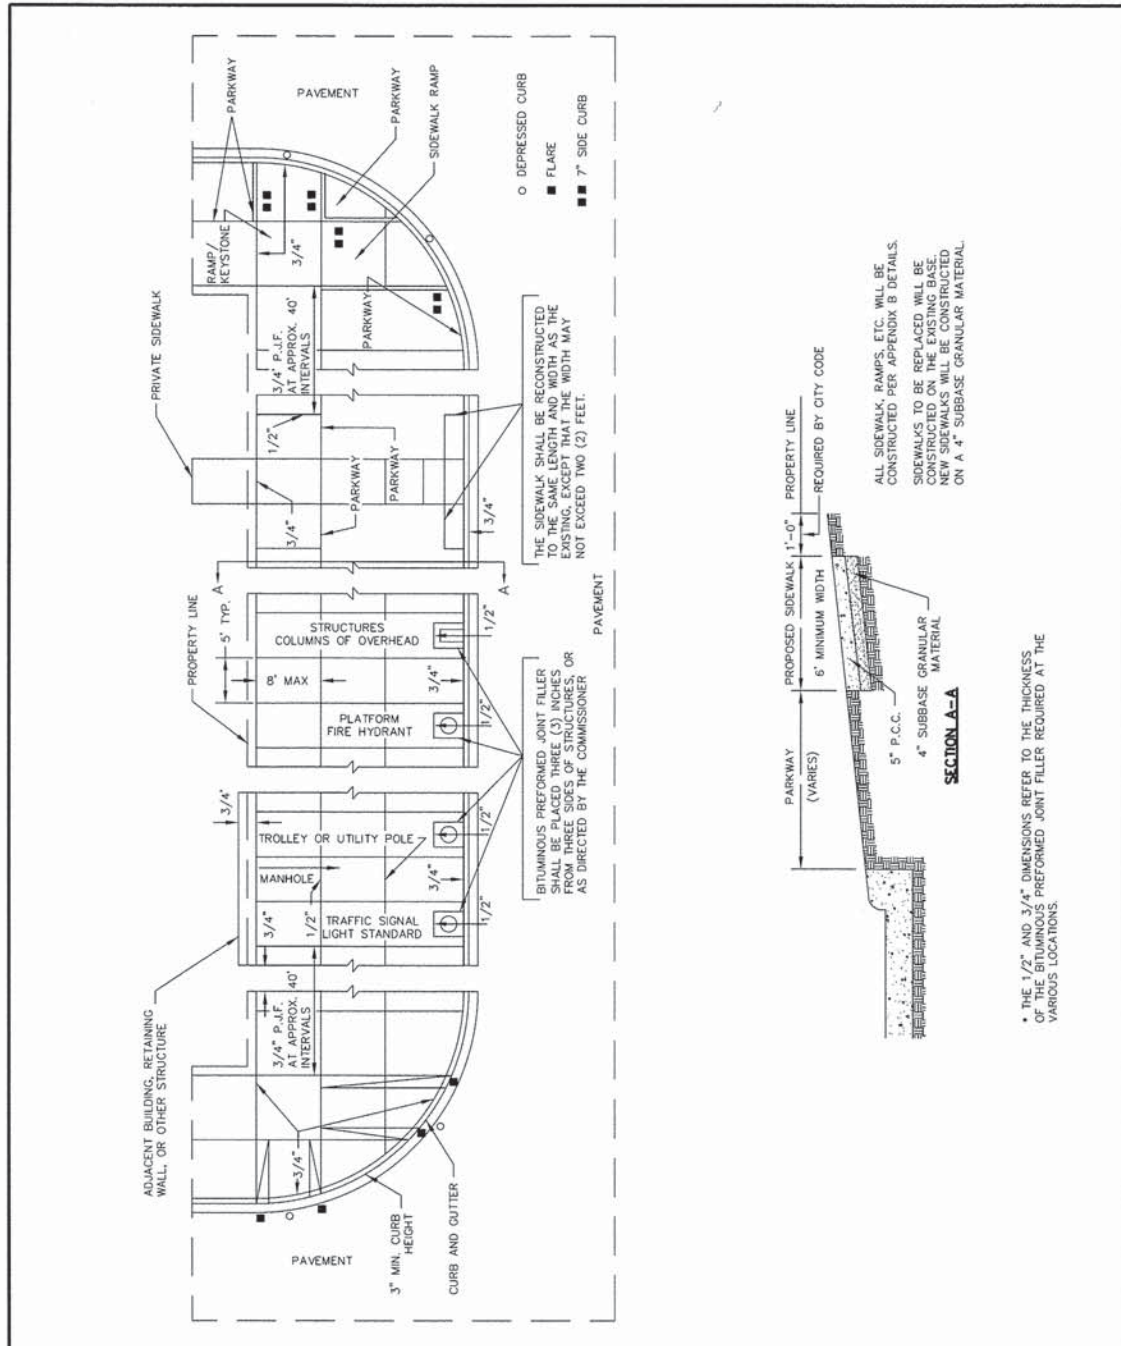 ADJACENT BUILDING, RETAINING
WALL, OR OTHER STRUCTURE
PROPERTY LINE
PRIVATE SIDEWALK
3/4'
5' TYP.
RAMP/
KEYSTONE
PARKWAY
PAVEMENT
3/4" P.J.F.
AT APPROX. 40'
INTERVALS
3/4"
1/2"
MANHOLE
TRAFFIC SIGNAL
LIGHT STANDARD
TROLLEY OR UTILITY POLE
8' MAX
PLATFORM
FIRE HYDRANT
STRUCTURES
COLUMNS OF OVERHEAD
A
A
3/4"
1/2"
PARKWAY
PARKWAY
3/4' P.J.F.
AT APPROX. 40'
INTERVALS
3/4"
PARKWAY
PARKWAY
SIDEWALK RAMP
3/4"
3/4"
3/4"
3/4"
1/2"
1/2"
1/2"
1/2"
3/4"
PAVEMENT
3" MIN. CURB
HEIGHT
CURB AND GUTTER
BITUMINOUS PREFORMED JOINT FILLER
SHALL BE PLACED THREE (3) INCHES
FROM THREE SIDES OF STRUCTURES, OR
AS DIRECTED BY THE COMMISSIONER
THE SIDEWALK SHALL BE RECONSTRUCTED
TO THE SAME LENGTH AND WIDTH AS THE
EXISTING, EXCEPT THAT THE WIDTH MAY
NOT EXCEED TWO (2) FEET.
PAVEMENT
DEPRESSED CURB
FLARE
7" SIDE CURB
PARKWAY
(VARIES)
PROPOSED SIDEWALK
6' MINIMUM WIDTH
1'-0"
PROPERTY LINE
REQUIRED BY CITY CODE
5" P.C.C.
4" SUBBASE GRANULAR
MATERIAL
SECTION A-A
ALL SIDEWALK, RAMPS, ETC. WILL BE
CONSTRUCTED PER APPENDIX B DETAILS.
SIDEWALKS TO BE REPLACED WILL BE
CONSTRUCTED ON THE EXISTING BASE.
NEW SIDEWALKS WILL BE CONSTRUCTED
ON A 4" SUBBASE GRANULAR MATERIAL.
* THE 1/2" AND 3/4" DIMENSIONS REFER TO THE THICKNESS
OF THE BITUMINOUS PREFORMED JOINT FILLER REQUIRED AT THE
VARIOUS LOCATIONS.